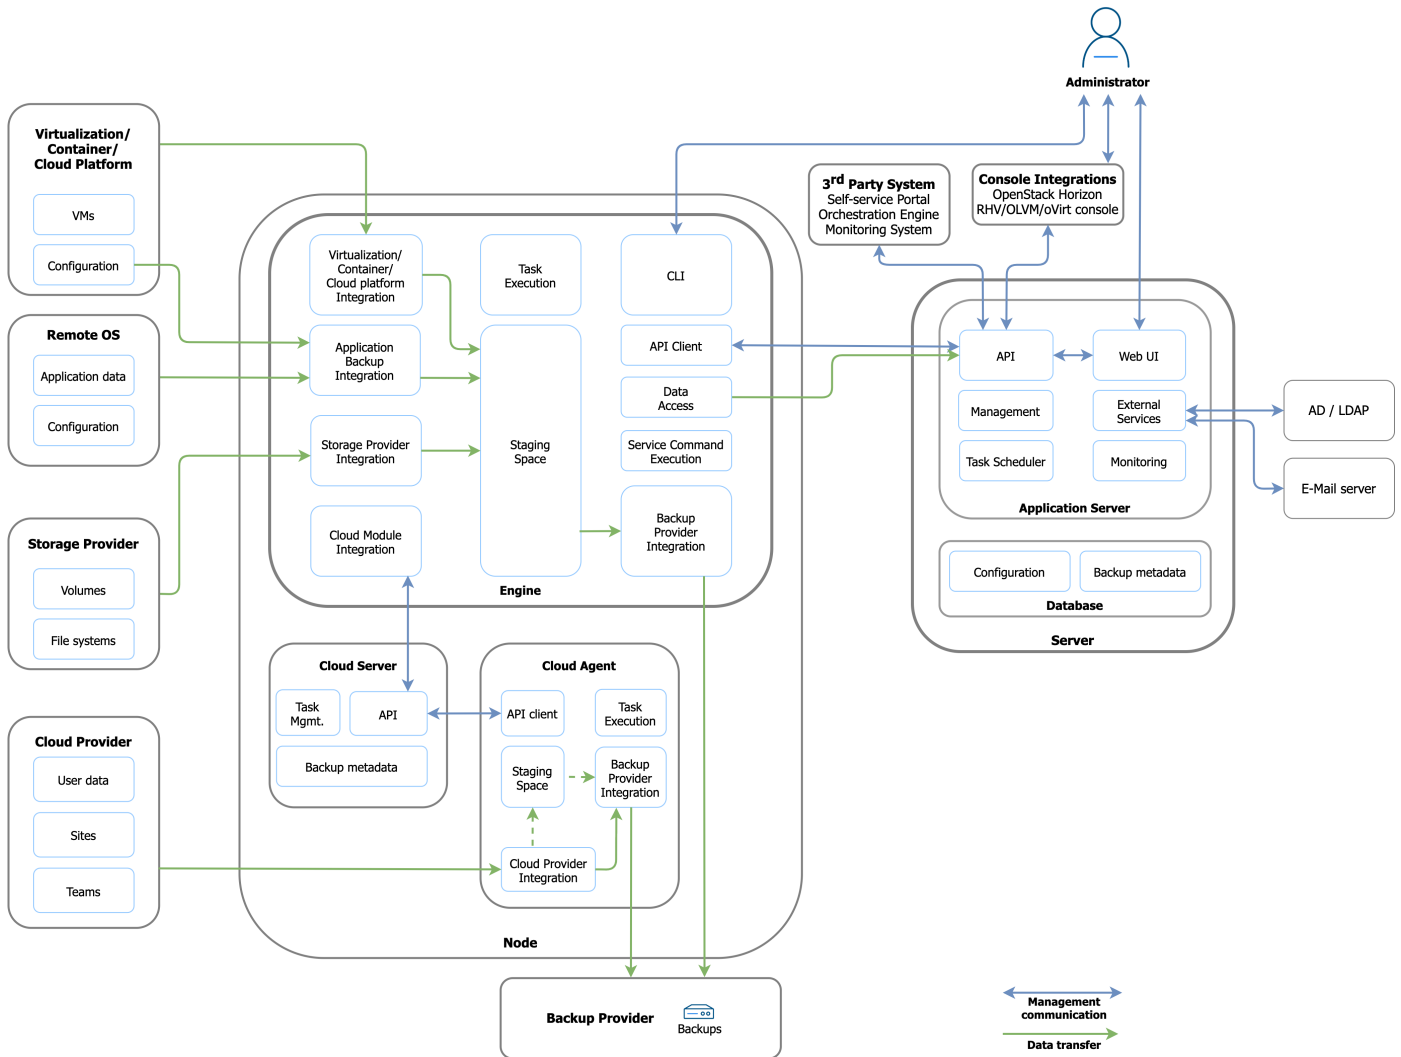 Administrator
Virtualization/
Container/
Cloud Platform
VMs
Configuration
Remote OS
Application data
Configuration
Storage Provider
Volumes
File systems
Cloud Provider
User data
Sites
Teams
Virtualization/
Container/
Cloud platform
Integration
Application
Backup
Integration
Storage Provider
Integration
Cloud Module
Integration
Task
Execution
Staging
Space
CLI
API Client
Data
Access
Service Command
Execution
Backup
Provider
Integration
Engine
Cloud Server
Task
Mgmt.
API
Backup metadata
Cloud Agent
API client
Task
Execution
Staging
Space
Backup
Provider
Integration
Cloud Provider
Integration
Node
Backup Provider
Backups
3rd Party System
Self-service Portal
Orchestration Engine
Monitoring System
Console Integrations
OpenStack Horizon
RHV/OLVM/oVirt console
API
Web UI
Management
External
Services
Task Scheduler
Monitoring
Application Server
Configuration
Backup metadata
Database
Server
AD / LDAP
E-Mail server
Management
communication
Data transfer